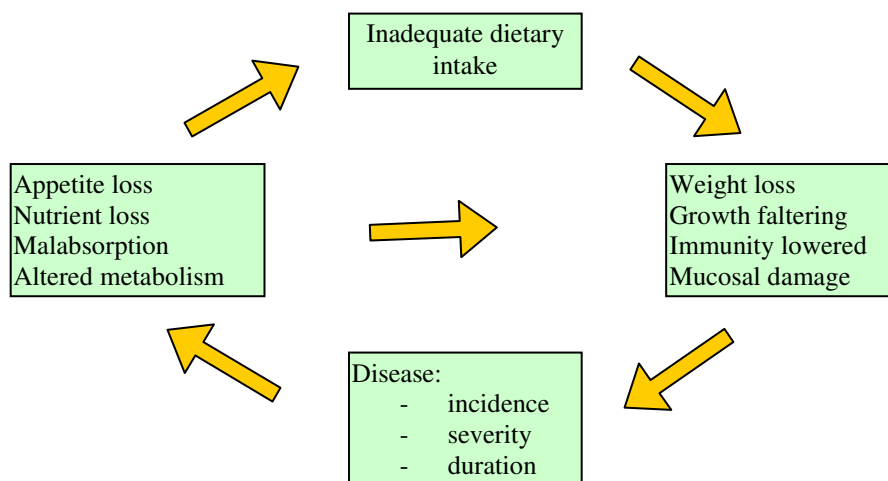 Inadequate dietary
intake
Appetite loss
Nutrient loss
Malabsorption
Altered metabolism
Weight loss
Growth faltering
Immunity lowered
Mucosal damage
Disease:
- incidence
- severity
- duration